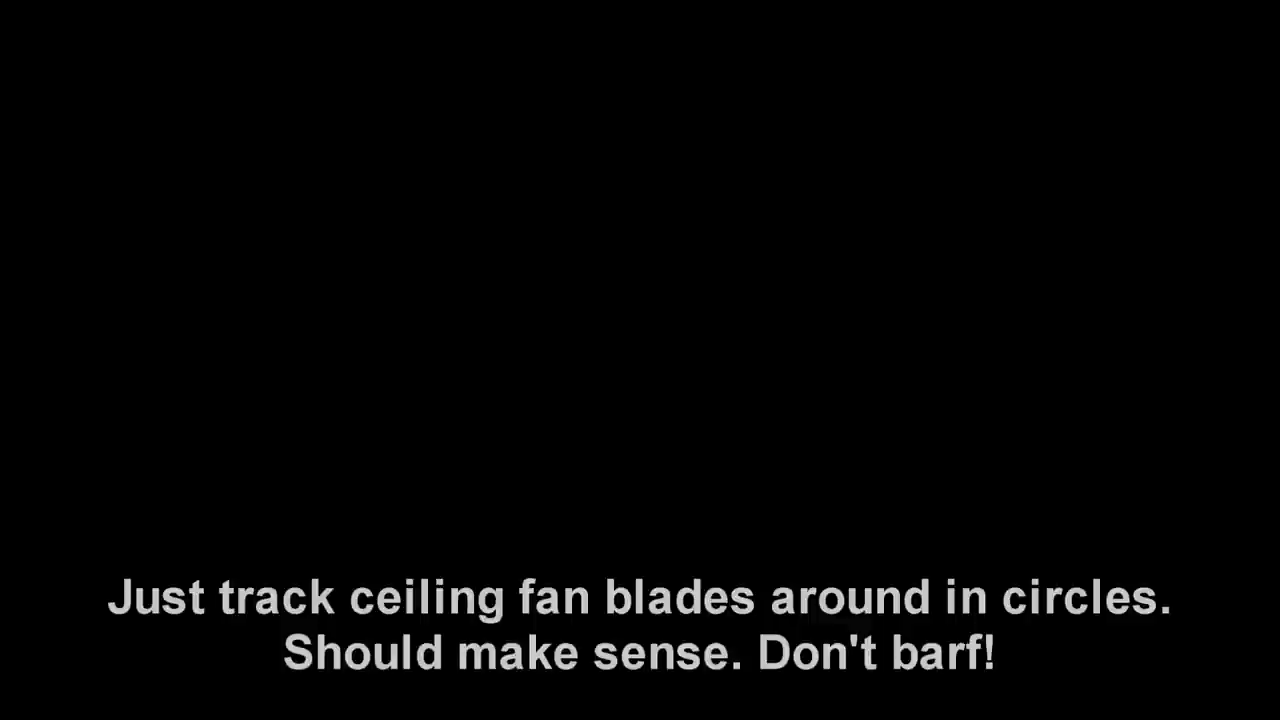 Just track ceiling fan blades around in circles.
Should make sense. Don't barf!